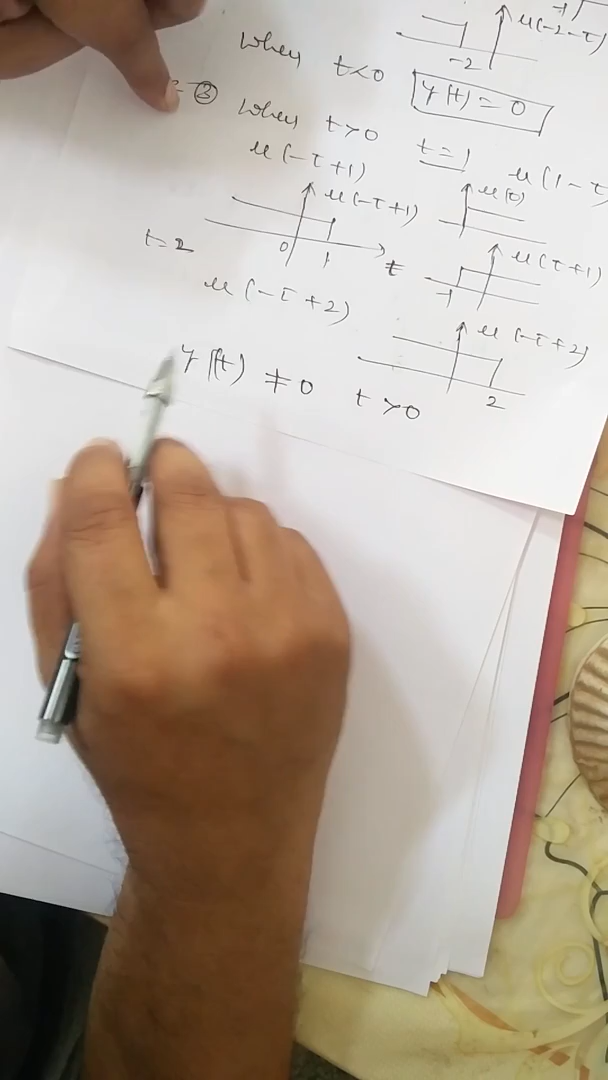 u(-2-τ)
-2
When t<0 y(t) = 0
③ When t>0 t=1 u(1-τ
u(-τ+1)
u(-τ+1) u(τ)
0 1 t
u(τ+1)
-1
t=2
u(-τ+2) u(-τ+2)
2
y(t) ≠ 0 t>0